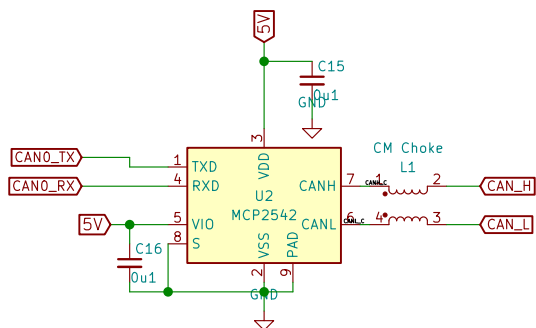 5V
C15
0u1
GND
CM Choke
L1
CAN0_TX
1
TXD
3
VDD
CANH
7
CANH_C
1
2
CAN_H
CAN0_RX
4
RXD
U2
MCP2542
5V
5
VIO
CANL
6
CANL_C
4
3
CAN_L
8
S
C16
0u1
VSS
PAD
2
9
GND